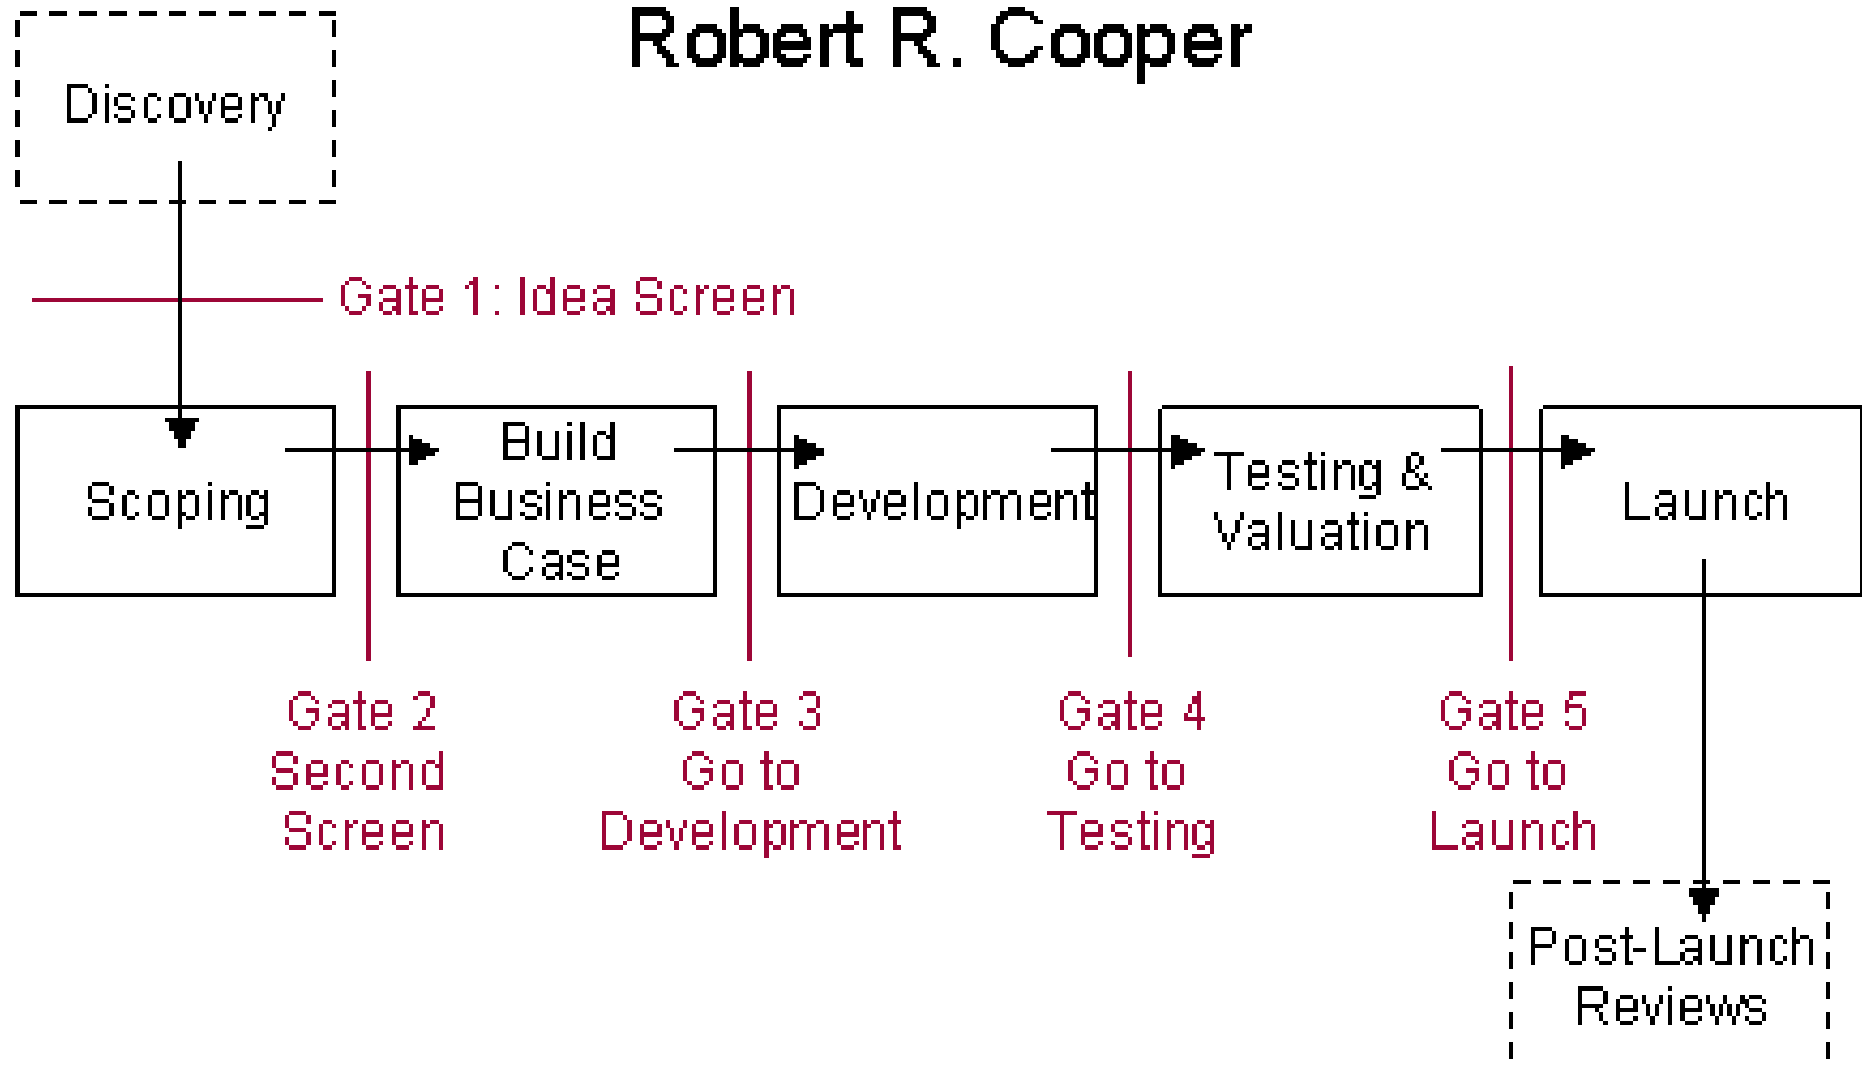 Robert R. Cooper
Discovery
Gate 1: Idea Screen
Scoping
Build
Business
Case
Development
Testing &
Valuation
Launch
Gate 2
Second
Screen
Gate 3
Go to
Development
Gate 4
Go to
Testing
Gate 5
Go to
Launch
Post-Launch
Reviews